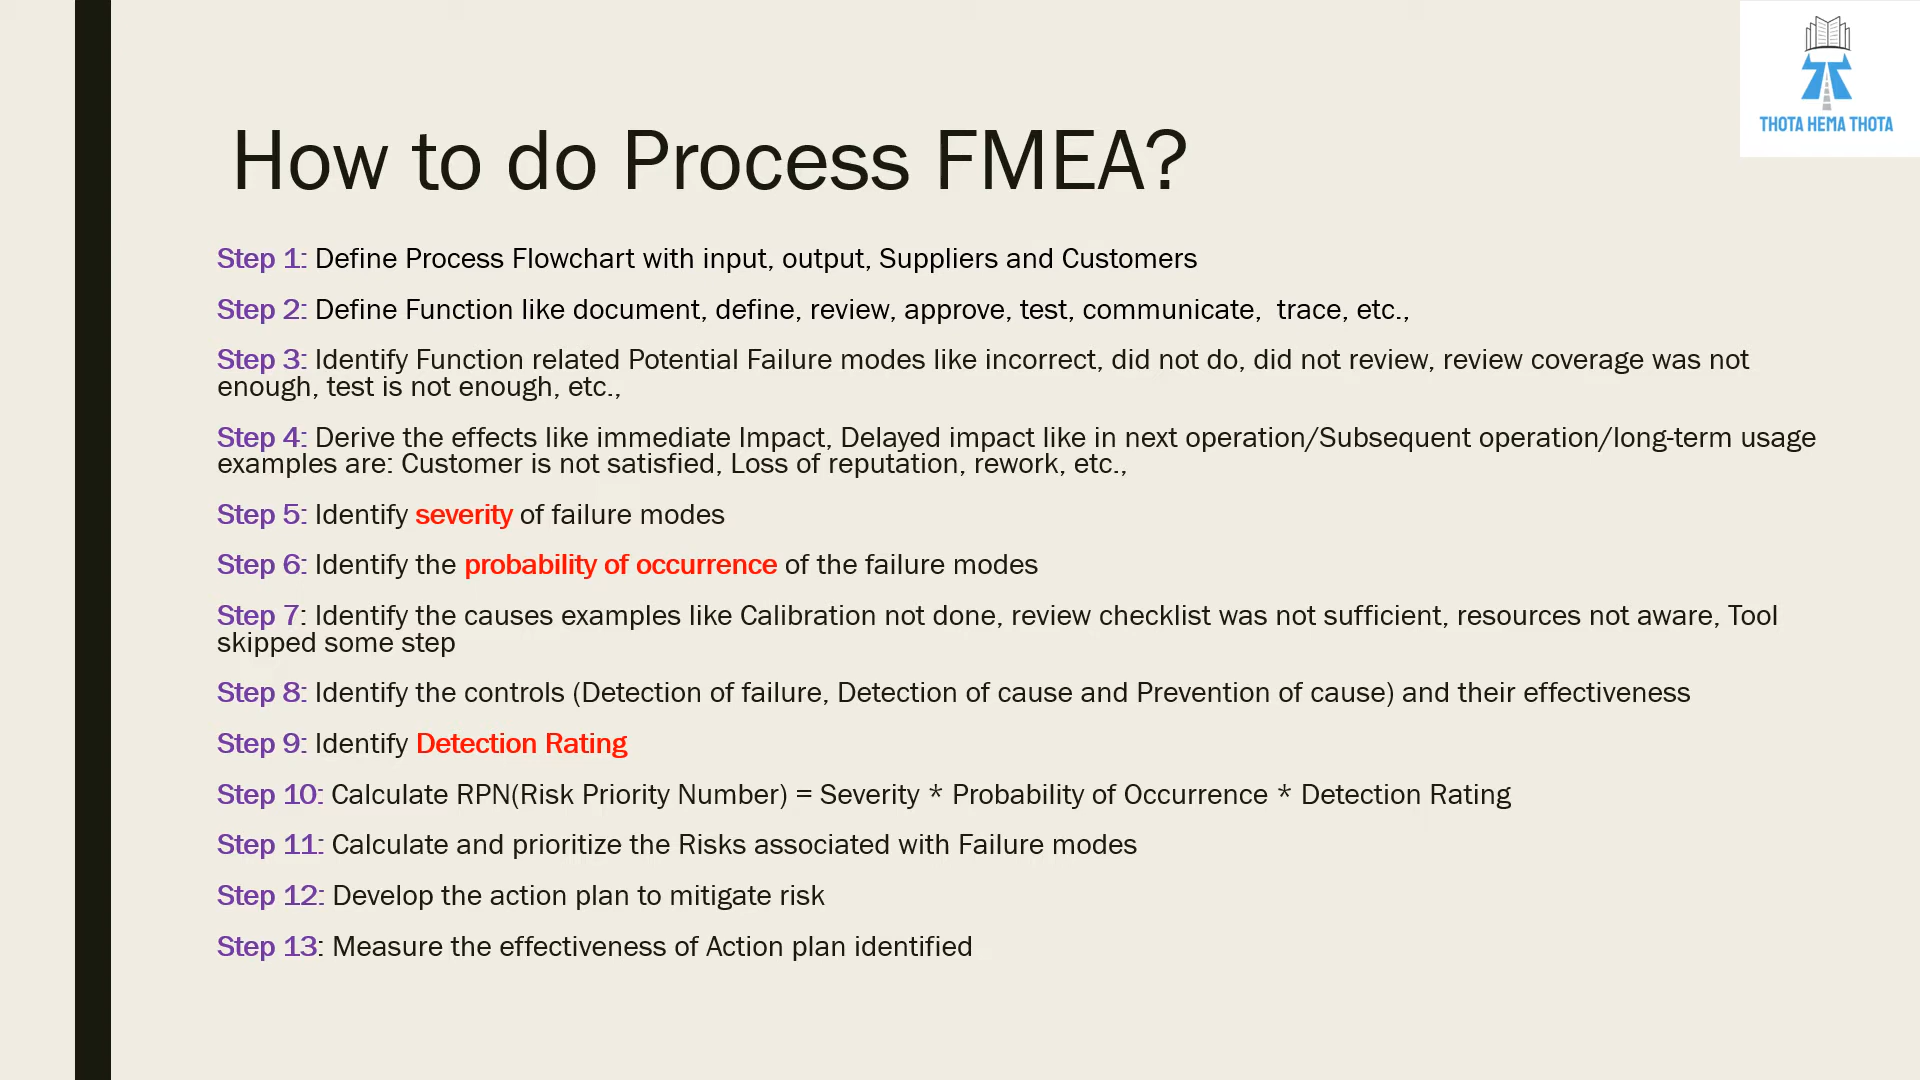 THOTA HEMA THOTA
How to do Process FMEA?
Step 1: Define Process Flowchart with input, output, Suppliers and Customers
Step 2: Define Function like document, define, review, approve, test, communicate,  trace, etc.,
Step 3: Identify Function related Potential Failure modes like incorrect, did not do, did not review, review coverage was not
enough, test is not enough, etc.,
Step 4: Derive the effects like immediate Impact, Delayed impact like in next operation/Subsequent operation/long-term usage
examples are: Customer is not satisfied, Loss of reputation, rework, etc.,
Step 5: Identify severity of failure modes
Step 6: Identify the probability of occurrence of the failure modes
Step 7: Identify the causes examples like Calibration not done, review checklist was not sufficient, resources not aware, Tool
skipped some step
Step 8: Identify the controls (Detection of failure, Detection of cause and Prevention of cause) and their effectiveness
Step 9: Identify Detection Rating
Step 10: Calculate RPN(Risk Priority Number) = Severity * Probability of Occurrence * Detection Rating
Step 11: Calculate and prioritize the Risks associated with Failure modes
Step 12: Develop the action plan to mitigate risk
Step 13: Measure the effectiveness of Action plan identified